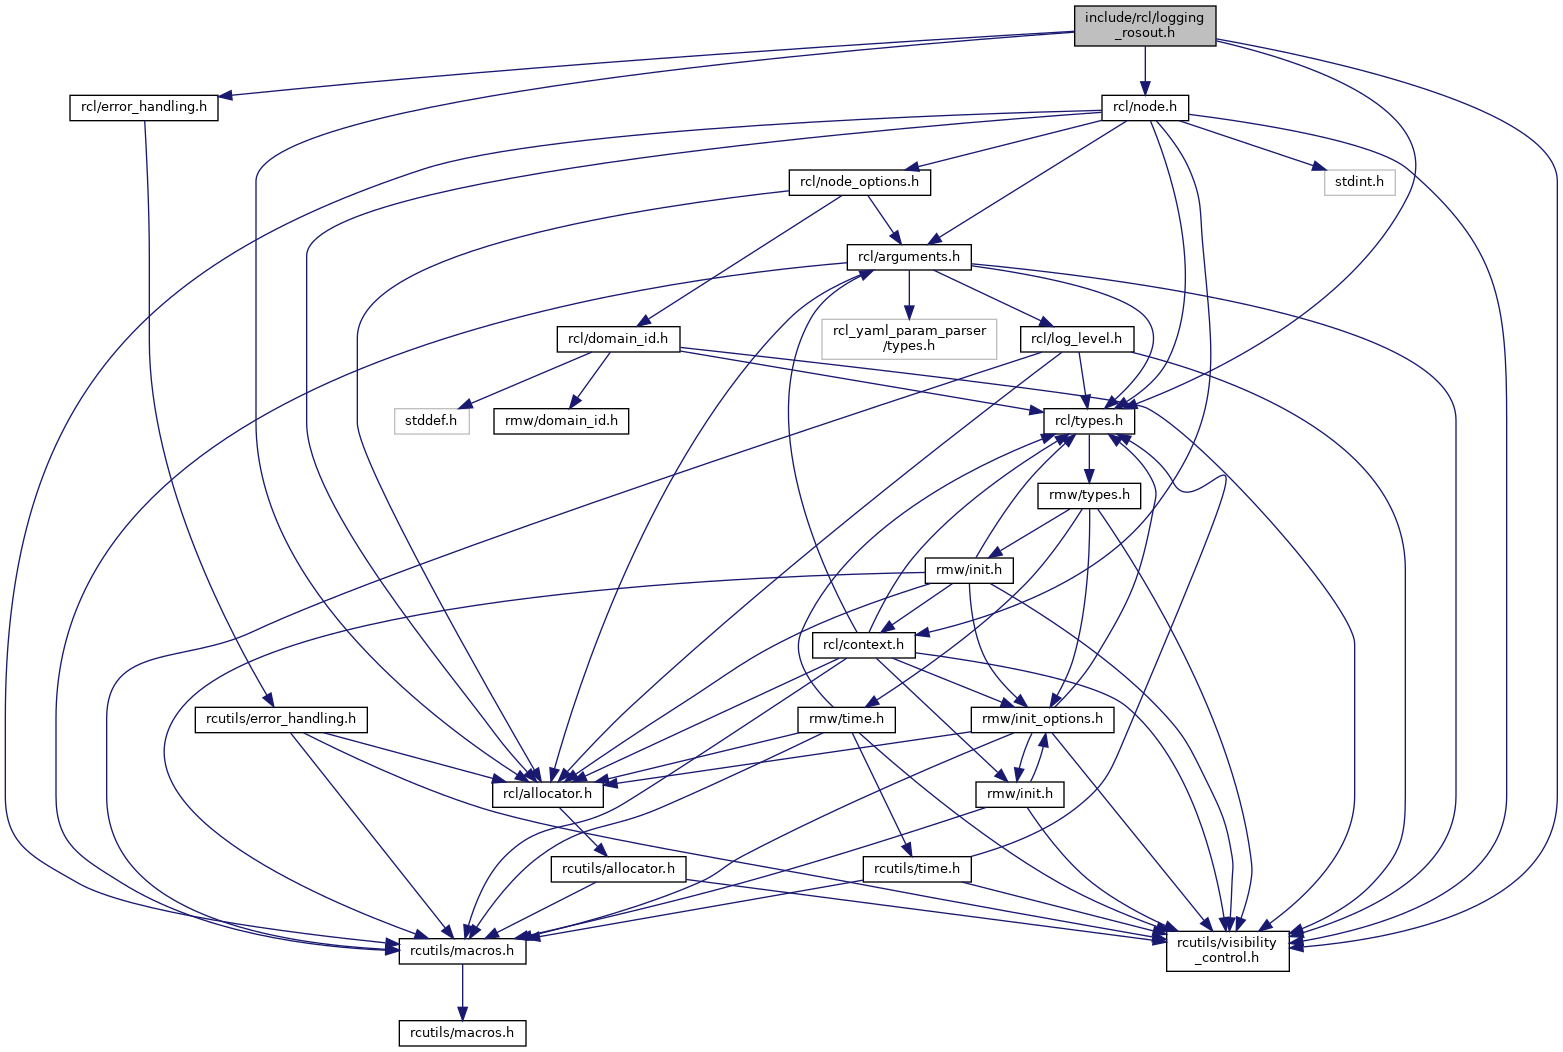 include/rcl/logging
_rosout.h
rcl/error_handling.h
rcl/node.h
rcl/node_options.h
stdint.h
rcl/arguments.h
rcl_yaml_param_parser
/types.h
rcl/domain_id.h
rcl/log_level.h
stddef.h
rmw/domain_id.h
rcl/types.h
rmw/types.h
rmw/init.h
rcl/context.h
rcutils/error_handling.h
rmw/time.h
rmw/init_options.h
rcl/allocator.h
rmw/init.h
rcutils/allocator.h
rcutils/time.h
rcutils/macros.h
rcutils/visibility
_control.h
rcutils/macros.h